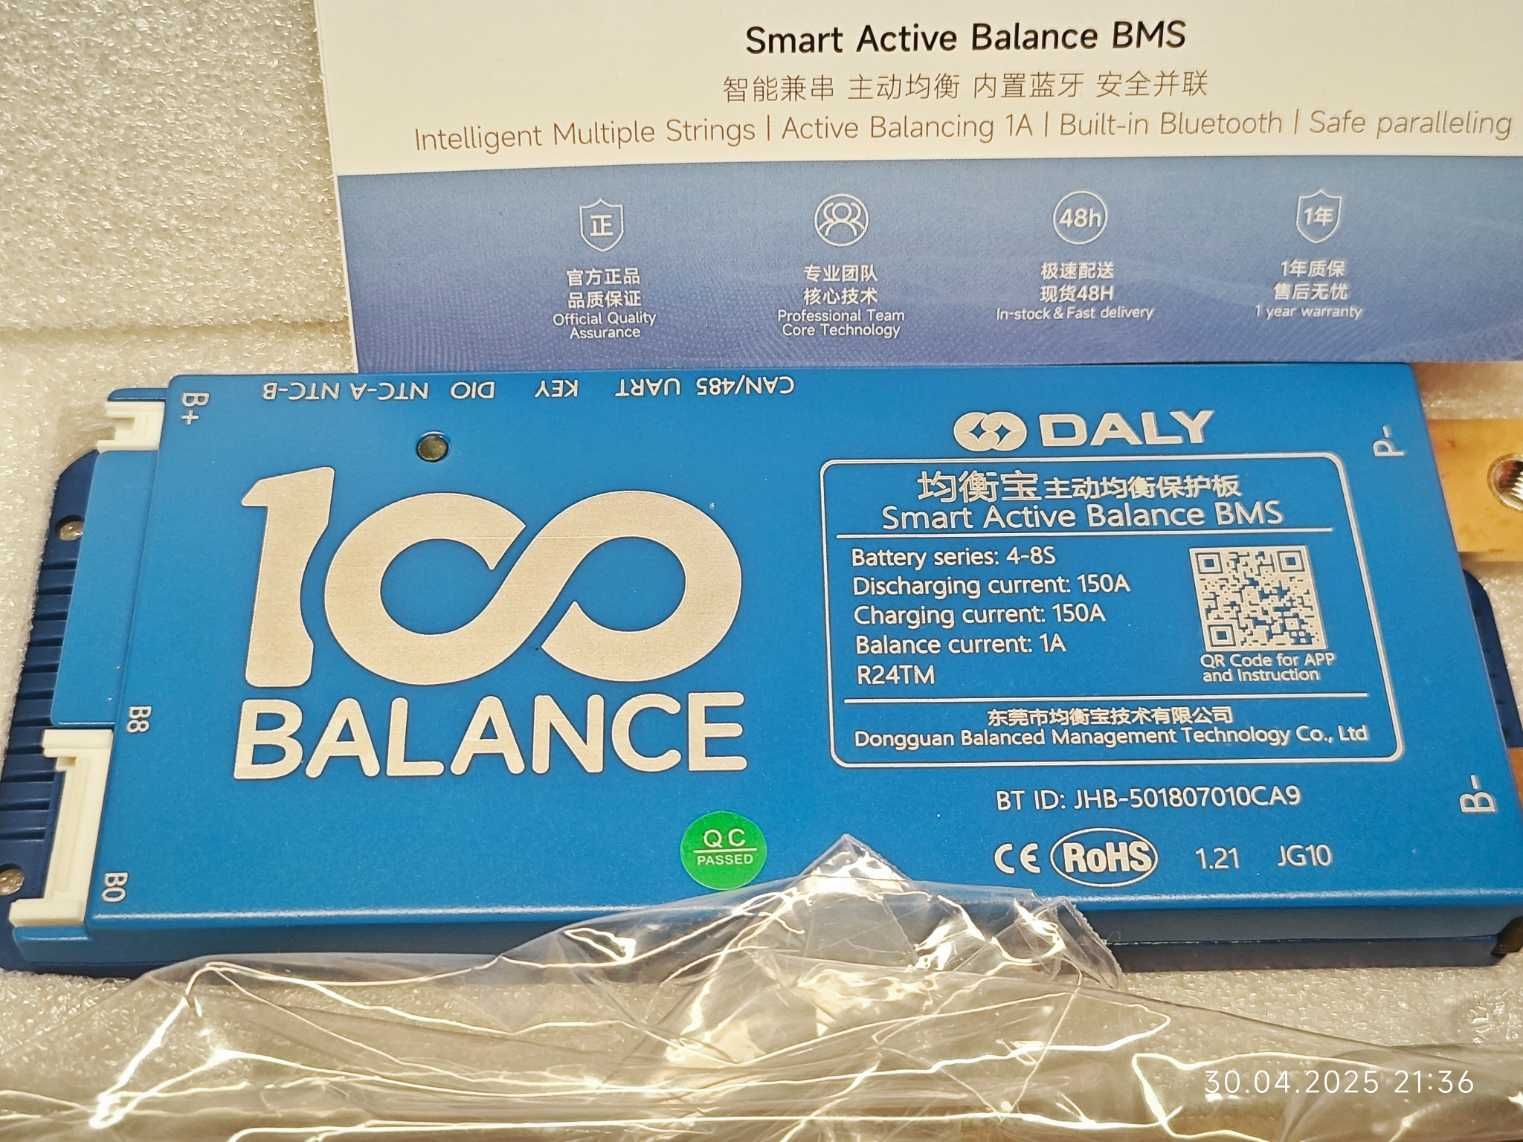 Smart Active Balance BMS
智能兼串 主动均衡 内置蓝牙 安全并联
Intelligent Multiple Strings | Active Balancing 1A | Built-in Bluetooth | Safe paralleling
正
官方正品
品质保证
Official Quality
Assurance
专业团队
核心技术
Professional Team
Core Technology
48h
极速配送
现货48H
In-stock & Fast delivery
1年
1年质保
售后无忧
1 year warranty
B+
NTC-B
NTC-A
DIO
KEY
UART
CAN/485
100
BALANCE
B8
B0
DALY
均衡宝主动均衡保护板
Smart Active Balance BMS
Battery series: 4-8S
Discharging current: 150A
Charging current: 150A
Balance current: 1A
R24TM
QR Code for APP
and Instruction
东莞市均衡宝技术有限公司
Dongguan Balanced Management Technology Co., Ltd
P-
B-
BT ID: JHB-501807010CA9
QC
PASSED
CE RoHS 1.21 JG10
30.04.2025 21:36